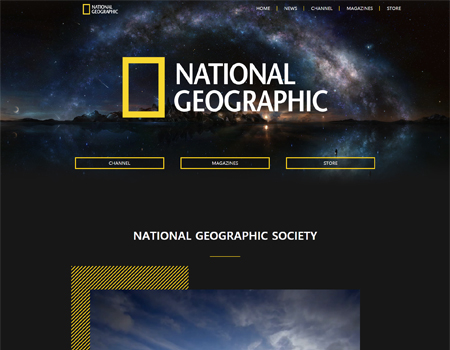 NATIONAL
GEOGRAPHIC
HOME | NEWS | CHANNEL | MAGAZINES | STORE
NATIONAL
GEOGRAPHIC
CHANNEL
MAGAZINES
STORE
NATIONAL GEOGRAPHIC SOCIETY